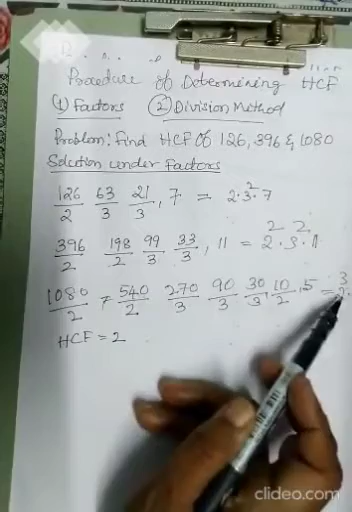 Procedure of Determining HCF
① Factors ② Division Method
Problem: Find HCF Of 126, 396 & 1080
Solution under Factors
126/2 63/3 21/3, 7 = 2·3²·7
396/2 198/2 99/3 33/3, 11 = 2²·3²·11
1080/2 = 540/2 270/3 90/3 30/3, 10/2, 5 = 2³·
HCF = 2
clideo.com